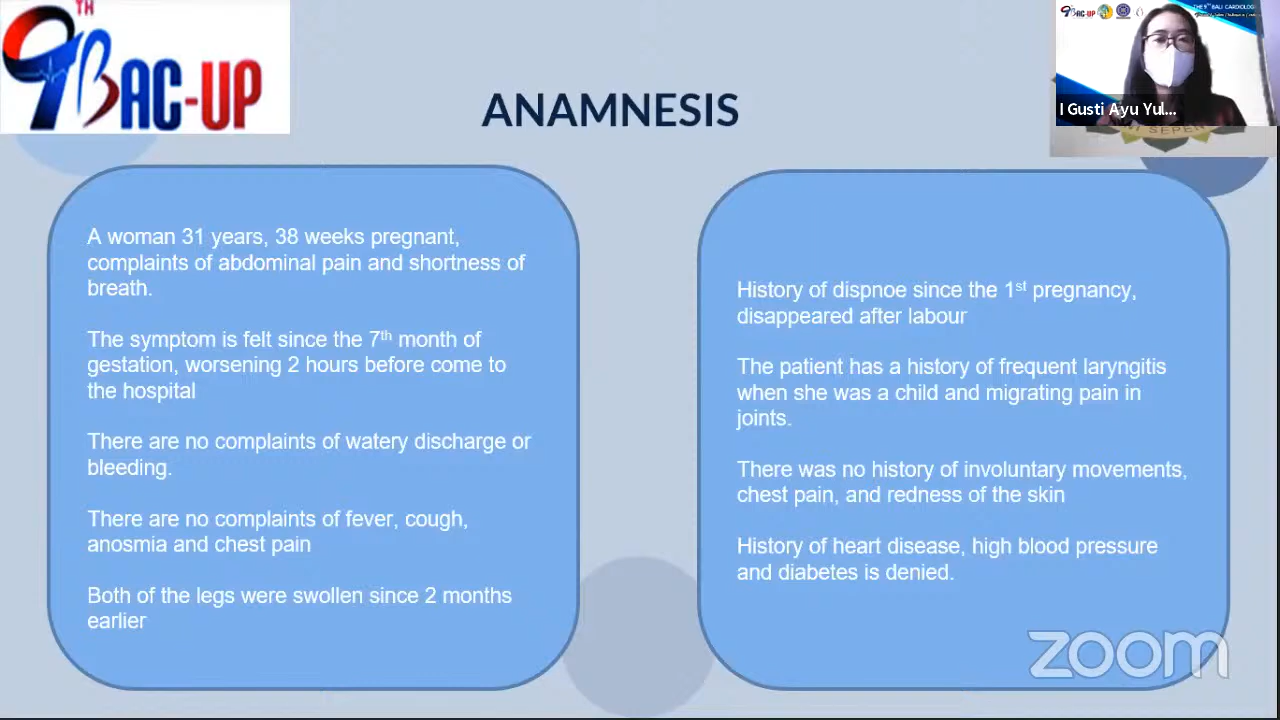 9TH BAC-UP
THE 9TH BALI CARDIOLOGY
I Gusti Ayu Yul...
ANAMNESIS
A woman 31 years, 38 weeks pregnant,
complaints of abdominal pain and shortness of
breath.
The symptom is felt since the 7th month of
gestation, worsening 2 hours before come to
the hospital
There are no complaints of watery discharge or
bleeding.
There are no complaints of fever, cough,
anosmia and chest pain
Both of the legs were swollen since 2 months
earlier
History of dispnoe since the 1st pregnancy,
disappeared after labour
The patient has a history of frequent laryngitis
when she was a child and migrating pain in
joints.
There was no history of involuntary movements,
chest pain, and redness of the skin
History of heart disease, high blood pressure
and diabetes is denied.
zoom